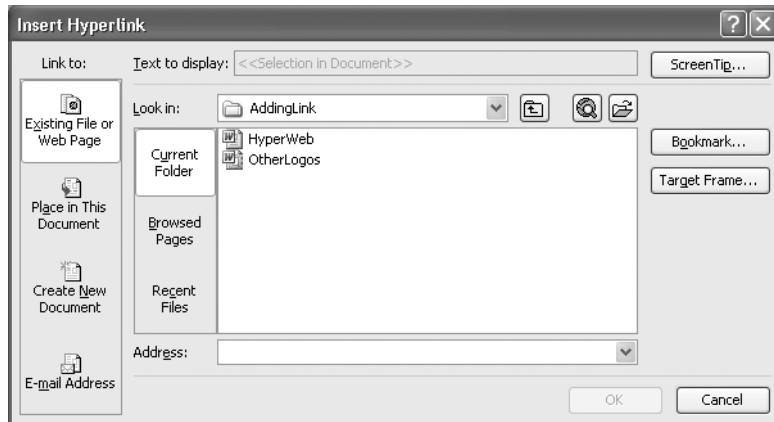 Insert Hyperlink
Link to:
Text to display: <<Selection in Document>>
ScreenTip...
Existing File or
Web Page
Look in: AddingLink
Current
Folder
HyperWeb
OtherLogos
Bookmark...
Target Frame...
Place in This
Document
Browsed
Pages
Create New
Document
Recent
Files
Address:
E-mail Address
OK Cancel